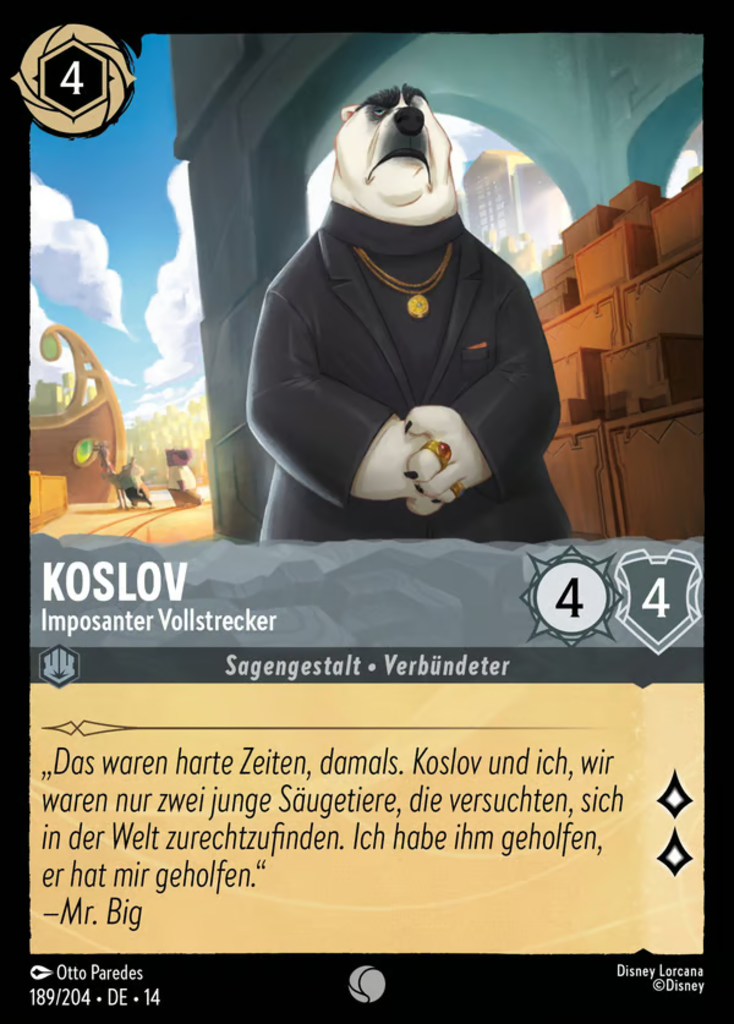 4
KOSLOV
Imposanter Vollstrecker
4 4
Sagengestalt • Verbündeter
„Das waren harte Zeiten, damals. Koslov und ich, wir
waren nur zwei junge Säugetiere, die versuchten, sich
in der Welt zurechtzufinden. Ich habe ihm geholfen,
er hat mir geholfen.“
–Mr. Big
Otto Paredes
189/204 • DE • 14
Disney Lorcana
©Disney